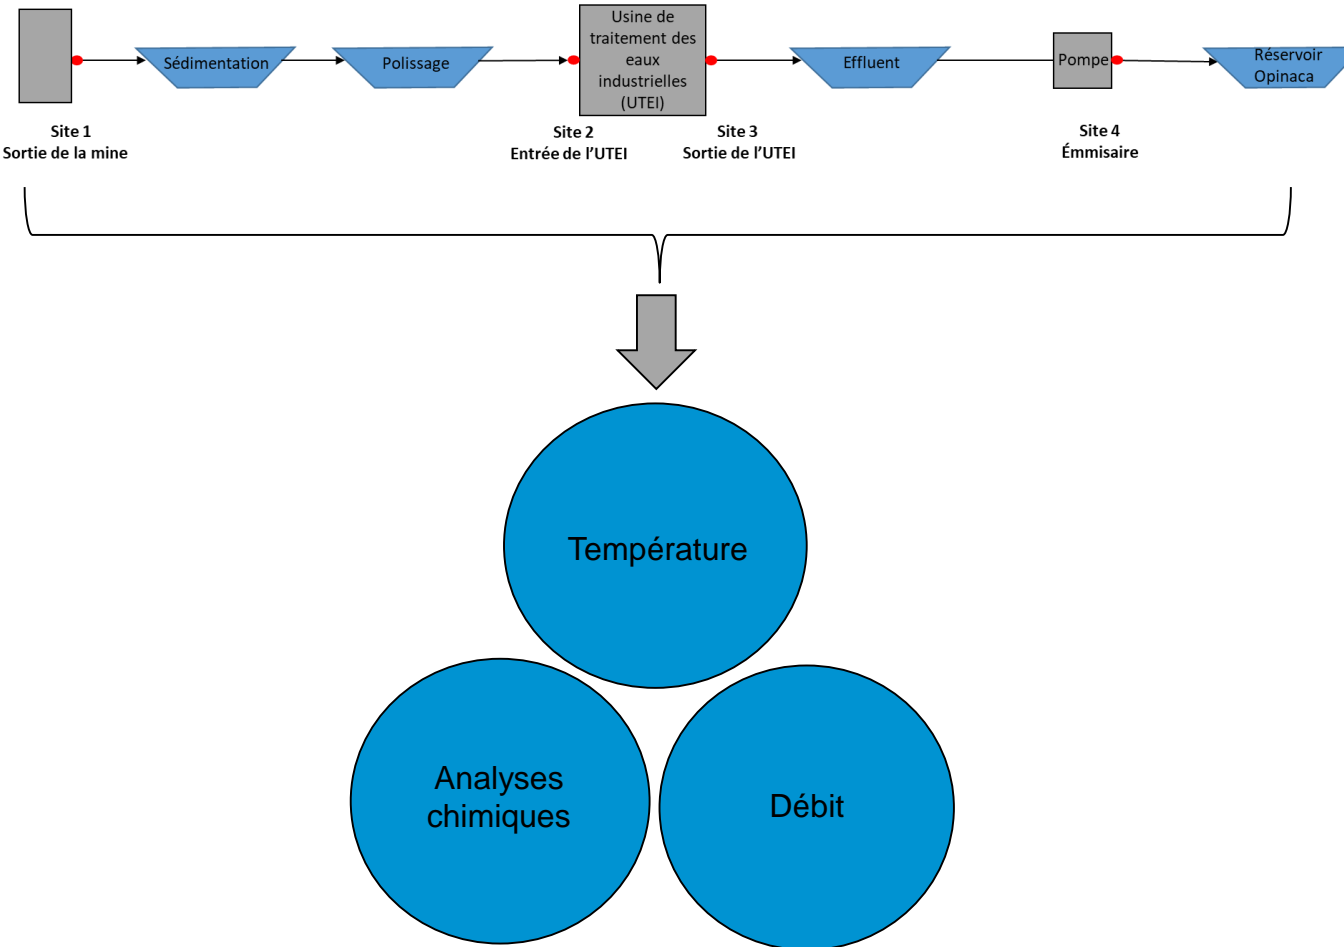 Usine de
traitement des
eaux
industrielles
(UTEI)
Sédimentation
Polissage
Effluent
Pompe
Réservoir
Opinaca
Site 1
Sortie de la mine
Site 2
Entrée de l'UTEI
Site 3
Sortie de l'UTEI
Site 4
Émmisaire
Température
Analyses
chimiques
Débit